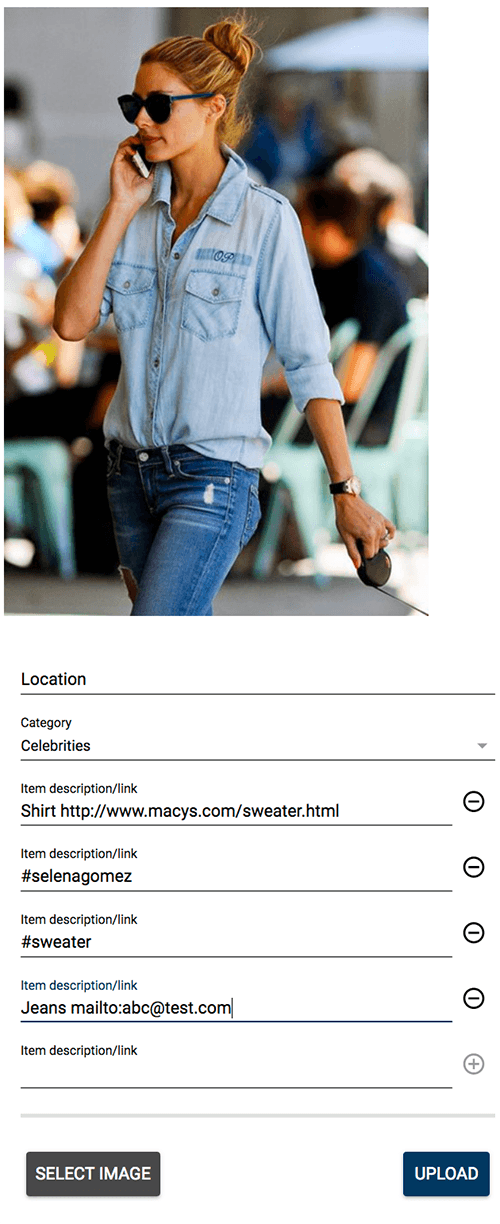 OP
Location
Category
Celebrities
Item description/link
Shirt http://www.macys.com/sweater.html
Item description/link
#selenagomez
Item description/link
#sweater
Item description/link
Jeans mailto:abc@test.com
Item description/link
SELECT IMAGE
UPLOAD